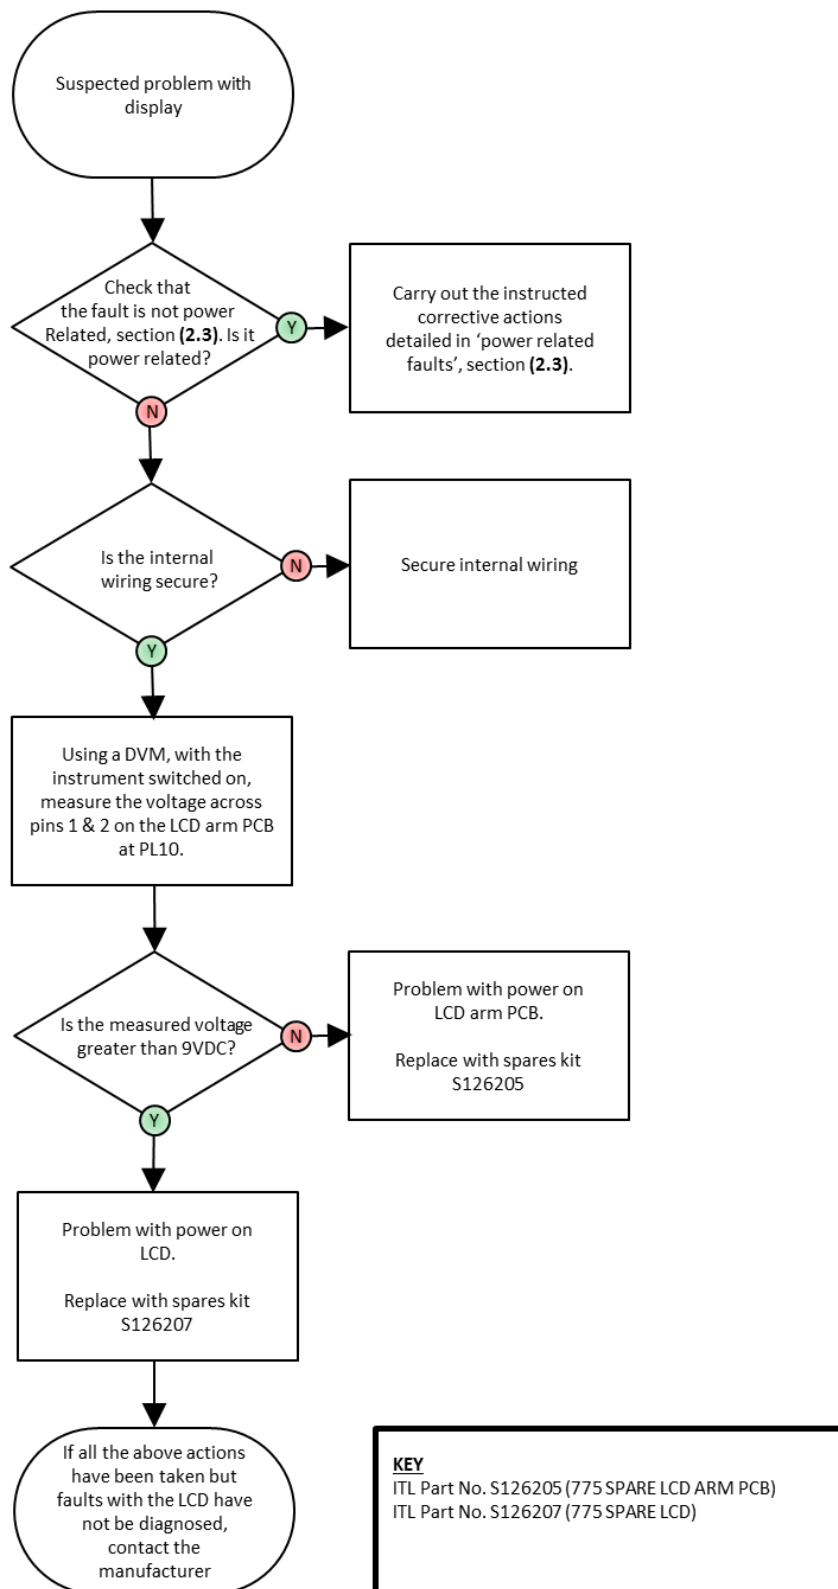 Suspected problem with
display
Check that
the fault is not power
Related, section (2.3). Is it
power related?
Y
Carry out the instructed
corrective actions
detailed in ‘power related
faults’, section (2.3).
N
Is the internal
wiring secure?
N
Secure internal wiring
Y
Using a DVM, with the
instrument switched on,
measure the voltage across
pins 1 & 2 on the LCD arm PCB
at PL10.
Is the measured voltage
greater than 9VDC?
N
Problem with power on
LCD arm PCB.
Replace with spares kit
S126205
Y
Problem with power on
LCD.
Replace with spares kit
S126207
If all the above actions
have been taken but
faults with the LCD have
not be diagnosed,
contact the
manufacturer
KEY
ITL Part No. S126205 (775 SPARE LCD ARM PCB)
ITL Part No. S126207 (775 SPARE LCD)